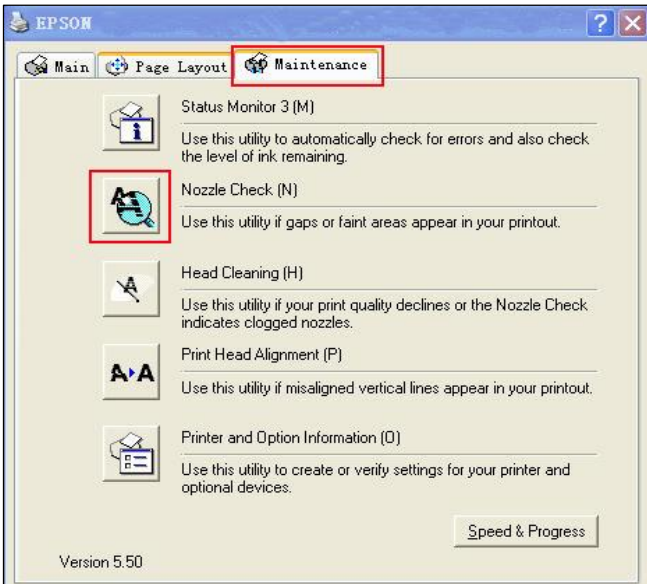 EPSON
Main Page Layout Maintenance
Status Monitor 3 (M)
Use this utility to automatically check for errors and also check
the level of ink remaining.
Nozzle Check (N)
Use this utility if gaps or faint areas appear in your printout.
Head Cleaning (H)
Use this utility if your print quality declines or the Nozzle Check
indicates clogged nozzles.
Print Head Alignment (P)
A▸A
Use this utility if misaligned vertical lines appear in your printout.
Printer and Option Information (O)
Use this utility to create or verify settings for your printer and
optional devices.
Speed & Progress
Version 5.50